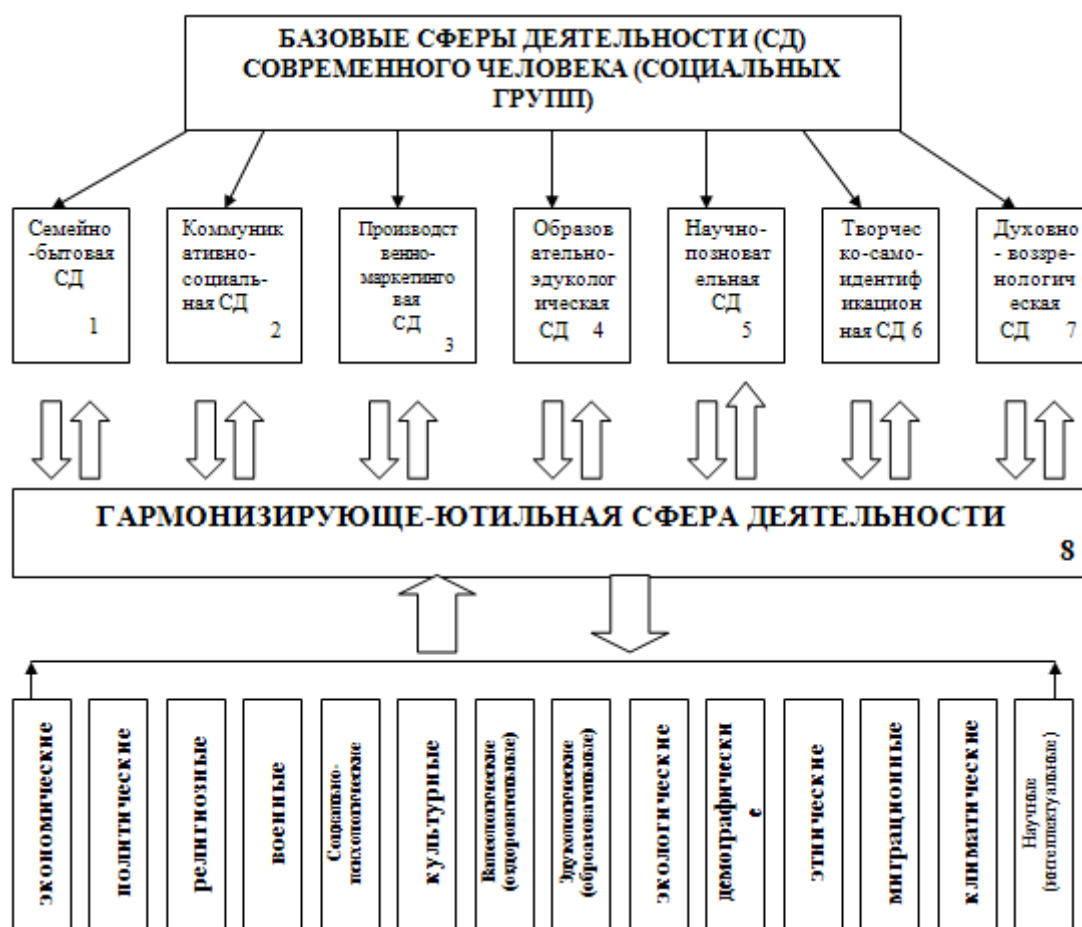 БАЗОВЫЕ СФЕРЫ ДЕЯТЕЛЬНОСТИ (СД)
СОВРЕМЕННОГО ЧЕЛОВЕКА (СОЦИАЛЬНЫХ
ГРУПП)
Семейно
-бытовая
СД
1
Коммуник
ативно-
социаль-
ная СД
2
Производст
венно-
маркетинго
вая
СД
3
Образов
ательно-
эдуколог
ическая
СД 4
Научно-
позноват
ельная
СД
5
Творчес
ко-само-
идентиф
икацион
ная СД 6
Духовно
- воззре-
нологич
еская
СД 7
ГАРМОНИЗИРУЮЩЕ-ЮТИЛЬНАЯ СФЕРА ДЕЯТЕЛЬНОСТИ
8
экономические
политические
религиозные
военные
Социально-
психологические
культурные
Валеологические
(оздоровительные)
Эдукологические
(образовательные)
экологические
демографически
е
этнические
миграционные
климатические
Научные
(интеллектуальные)